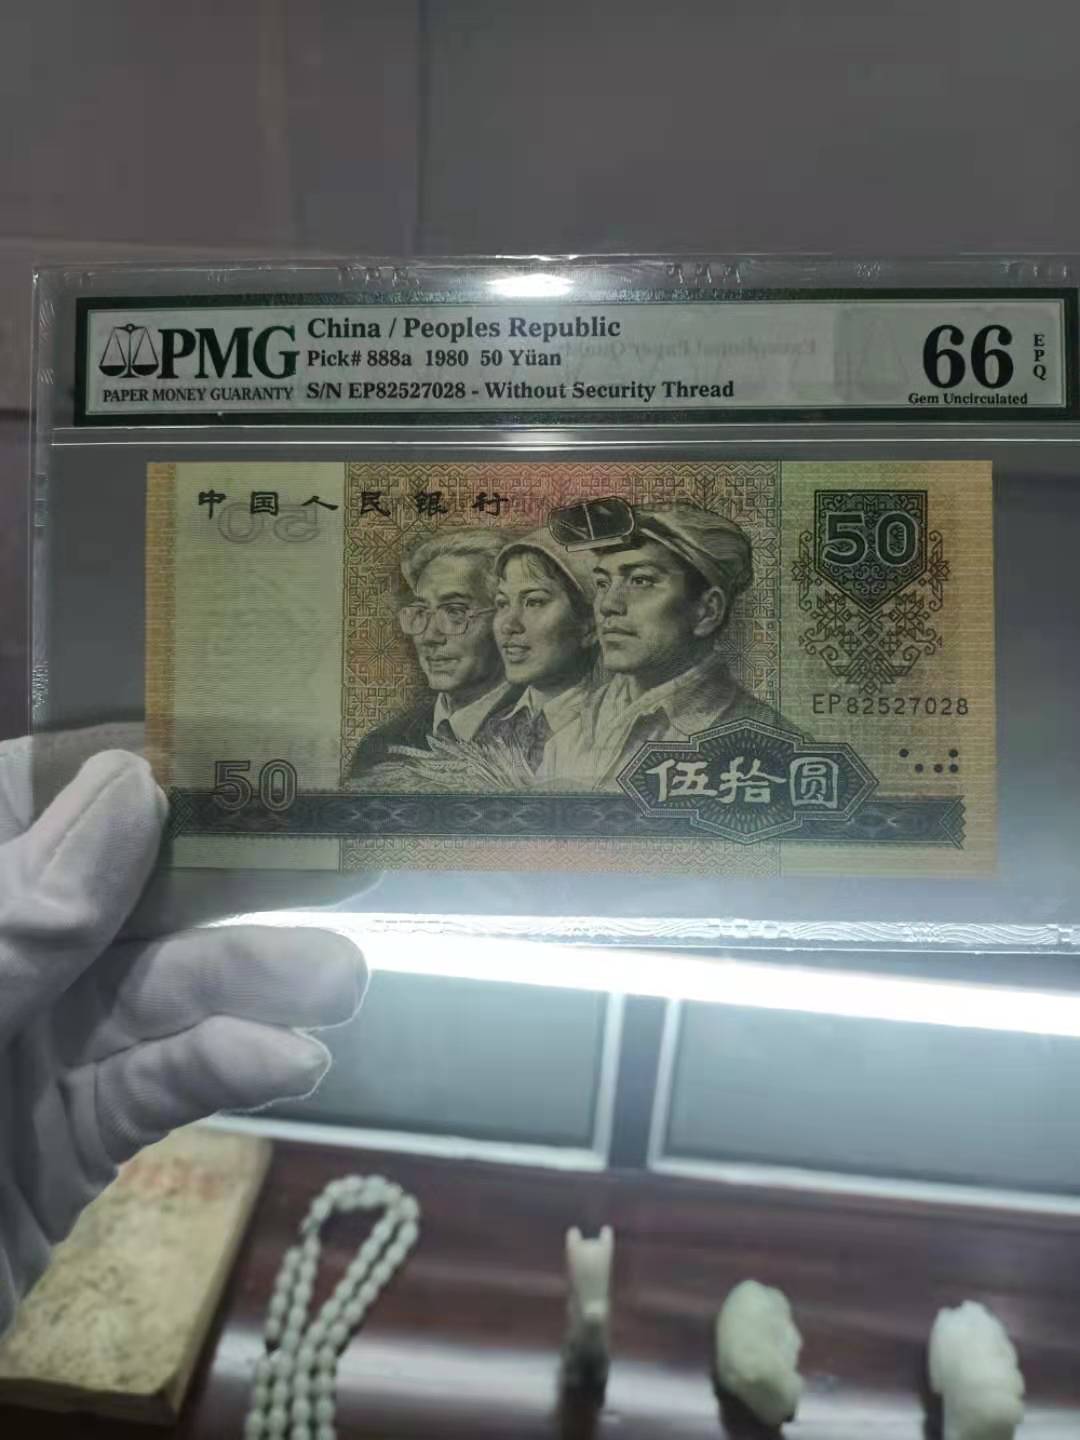 PMG
PAPER MONEY GUARANTY
China / Peoples Republic
Pick# 888a 1980 50 Yüan
S/N EP82527028 - Without Security Thread
66
EPQ
Gem Uncirculated
中国人民银行
50
EP82527028
50
伍拾圆